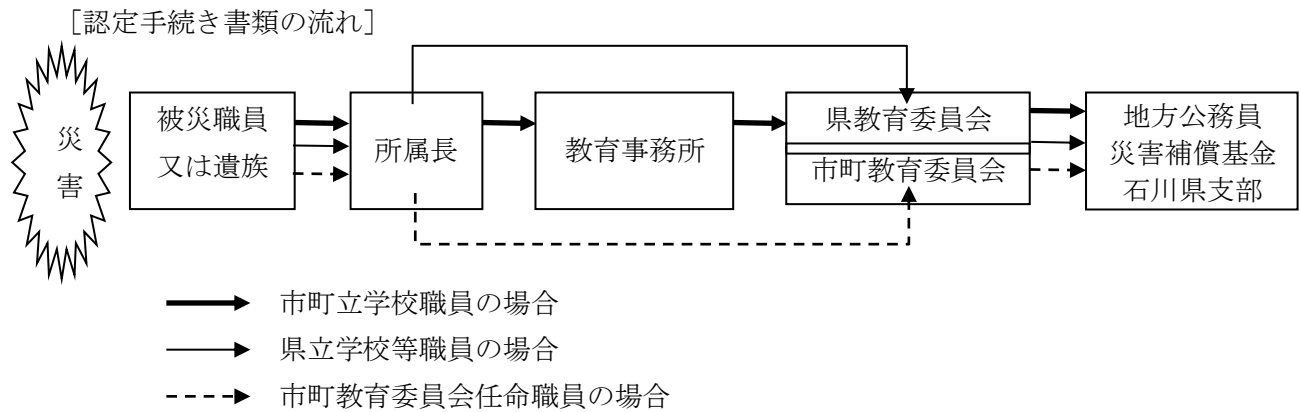 ［認定手続き書類の流れ］
災
害
被災職員
又は遺族
所属長
教育事務所
県教育委員会
市町教育委員会
地方公務員
災害補償基金
石川県支部
市町立学校職員の場合
県立学校等職員の場合
市町教育委員会任命職員の場合